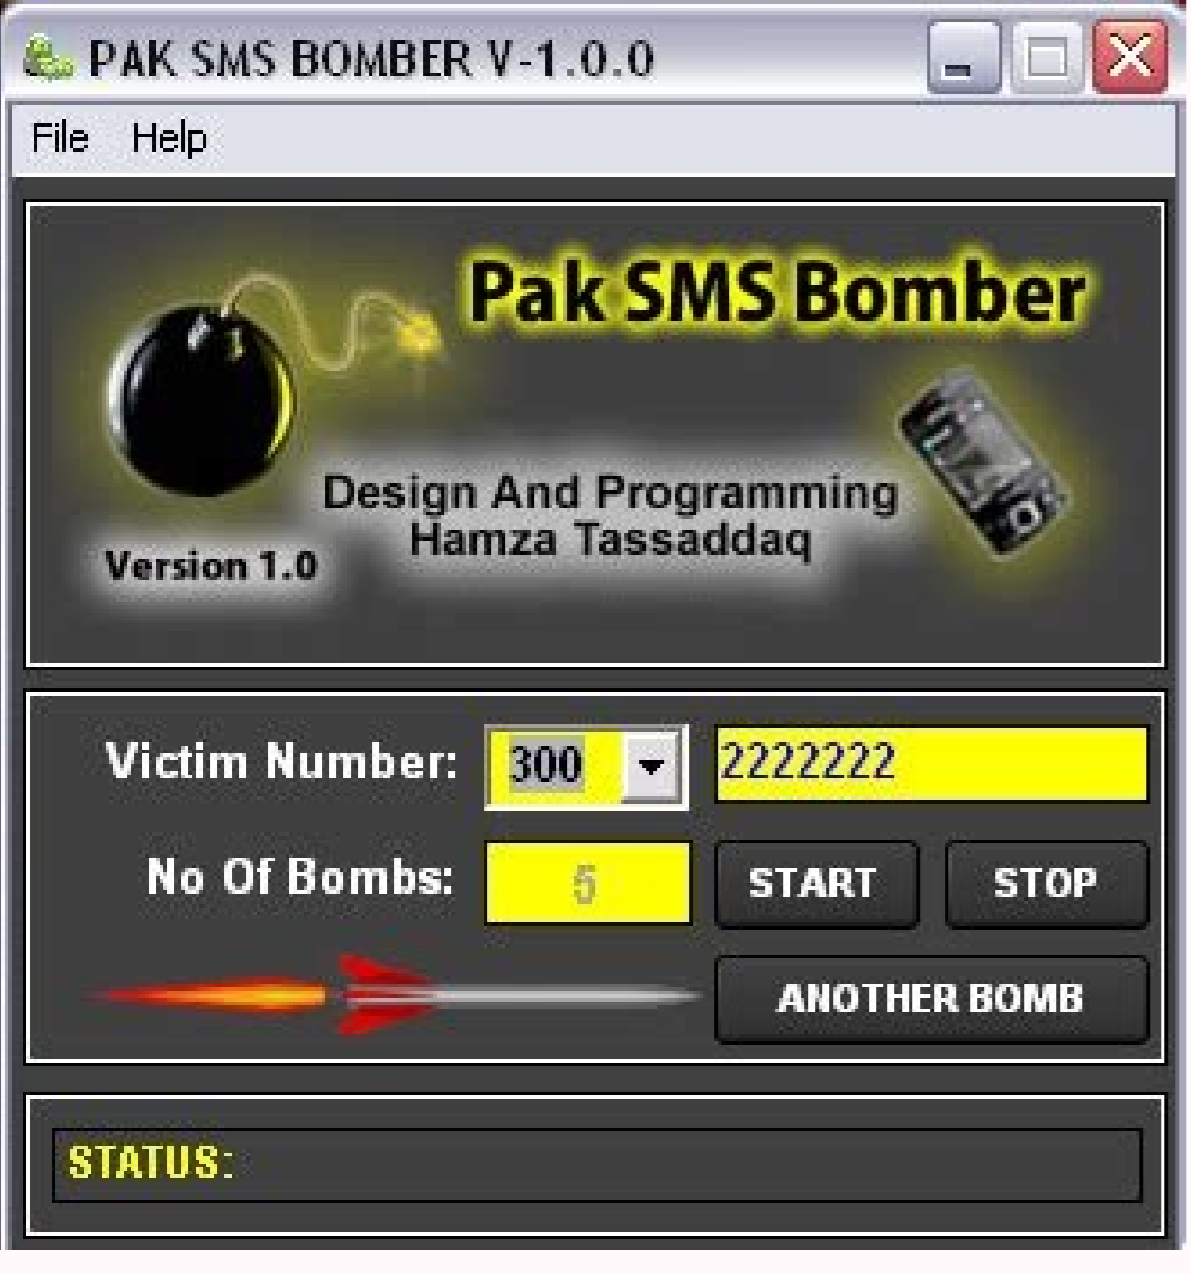 PAK SMS BOMBER V-1.0.0
File Help
Pak SMS Bomber
Design And Programming
Hamza Tassaddaq
Version 1.0
Victim Number: 300 2222222
No Of Bombs: 5 START STOP
ANOTHER BOMB
STATUS: